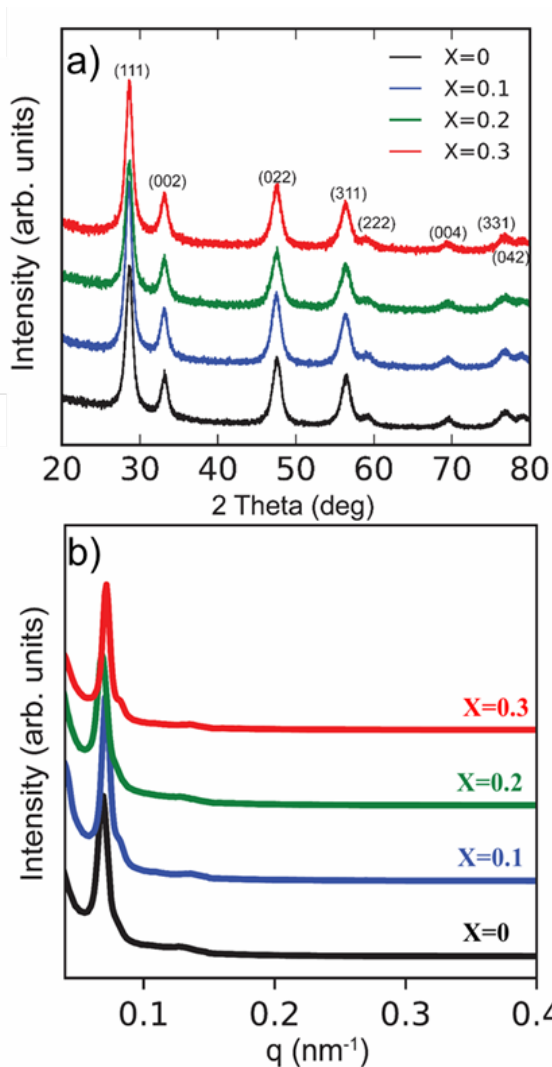 a)
X=0
X=0.1
X=0.2
X=0.3
(111)
(002)
(022)
(311)
(222)
(004)
(331)
(042)
Intensity (arb. units)
20 30 40 50 60 70 80
2 Theta (deg)
b)
X=0.3
X=0.2
X=0.1
X=0
Intensity (arb. units)
0.1 0.2 0.3 0.4
q (nm⁻¹)